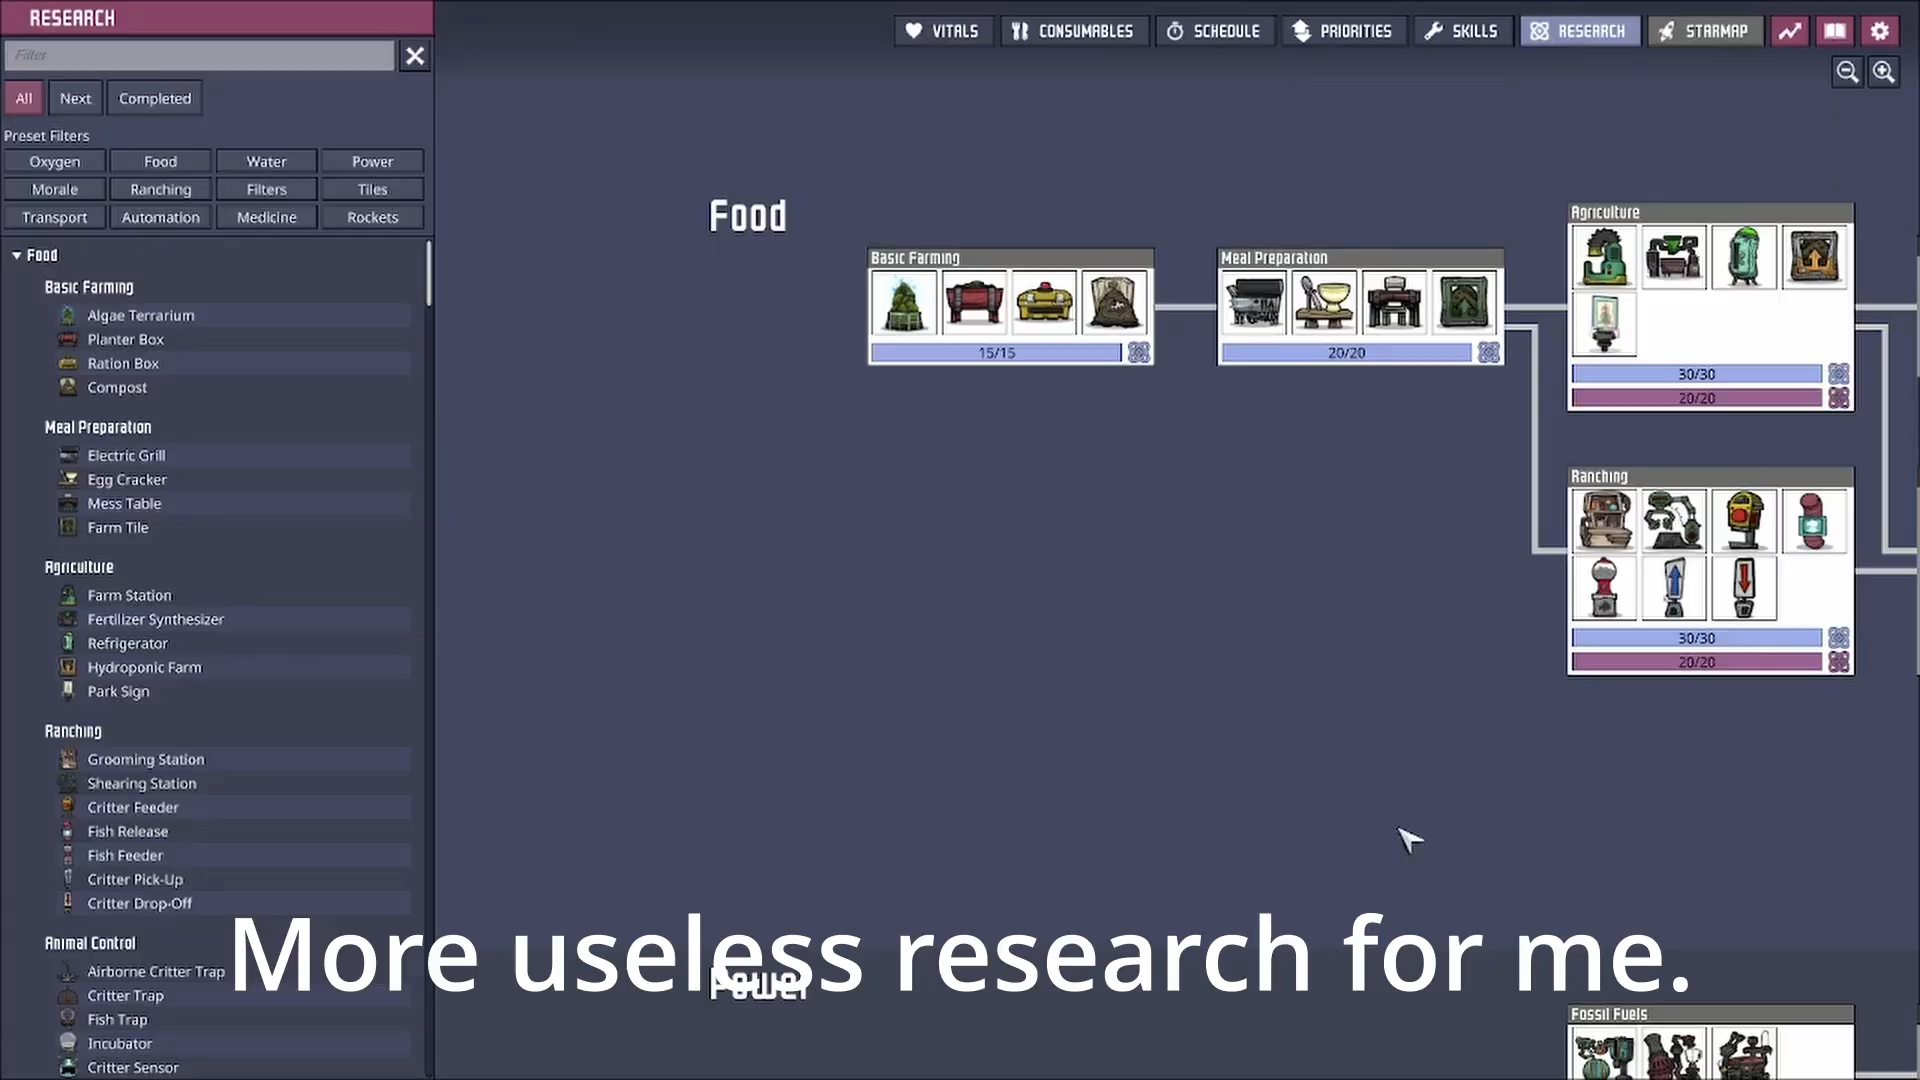 RESEARCH
VITALS
CONSUMABLES
SCHEDULE
PRIORITIES
SKILLS
RESEARCH
STARMAP
Filter
All
Next
Completed
Preset Filters
Oxygen
Food
Water
Power
Morale
Ranching
Filters
Tiles
Transport
Automation
Medicine
Rockets
Food
Basic Farming
Algae Terrarium
Planter Box
Ration Box
Compost
Meal Preparation
Electric Grill
Egg Cracker
Mess Table
Farm Tile
Agriculture
Farm Station
Fertilizer Synthesizer
Refrigerator
Hydroponic Farm
Park Sign
Ranching
Grooming Station
Shearing Station
Critter Feeder
Fish Release
Fish Feeder
Critter Pick-Up
Critter Drop-Off
Animal Control
Airborne Critter Trap
Critter Trap
Fish Trap
Incubator
Critter Sensor
Food
Basic Farming
15/15
Meal Preparation
20/20
Agriculture
30/30
20/20
Ranching
30/30
20/20
Power
Fossil Fuels
More useless research for me.